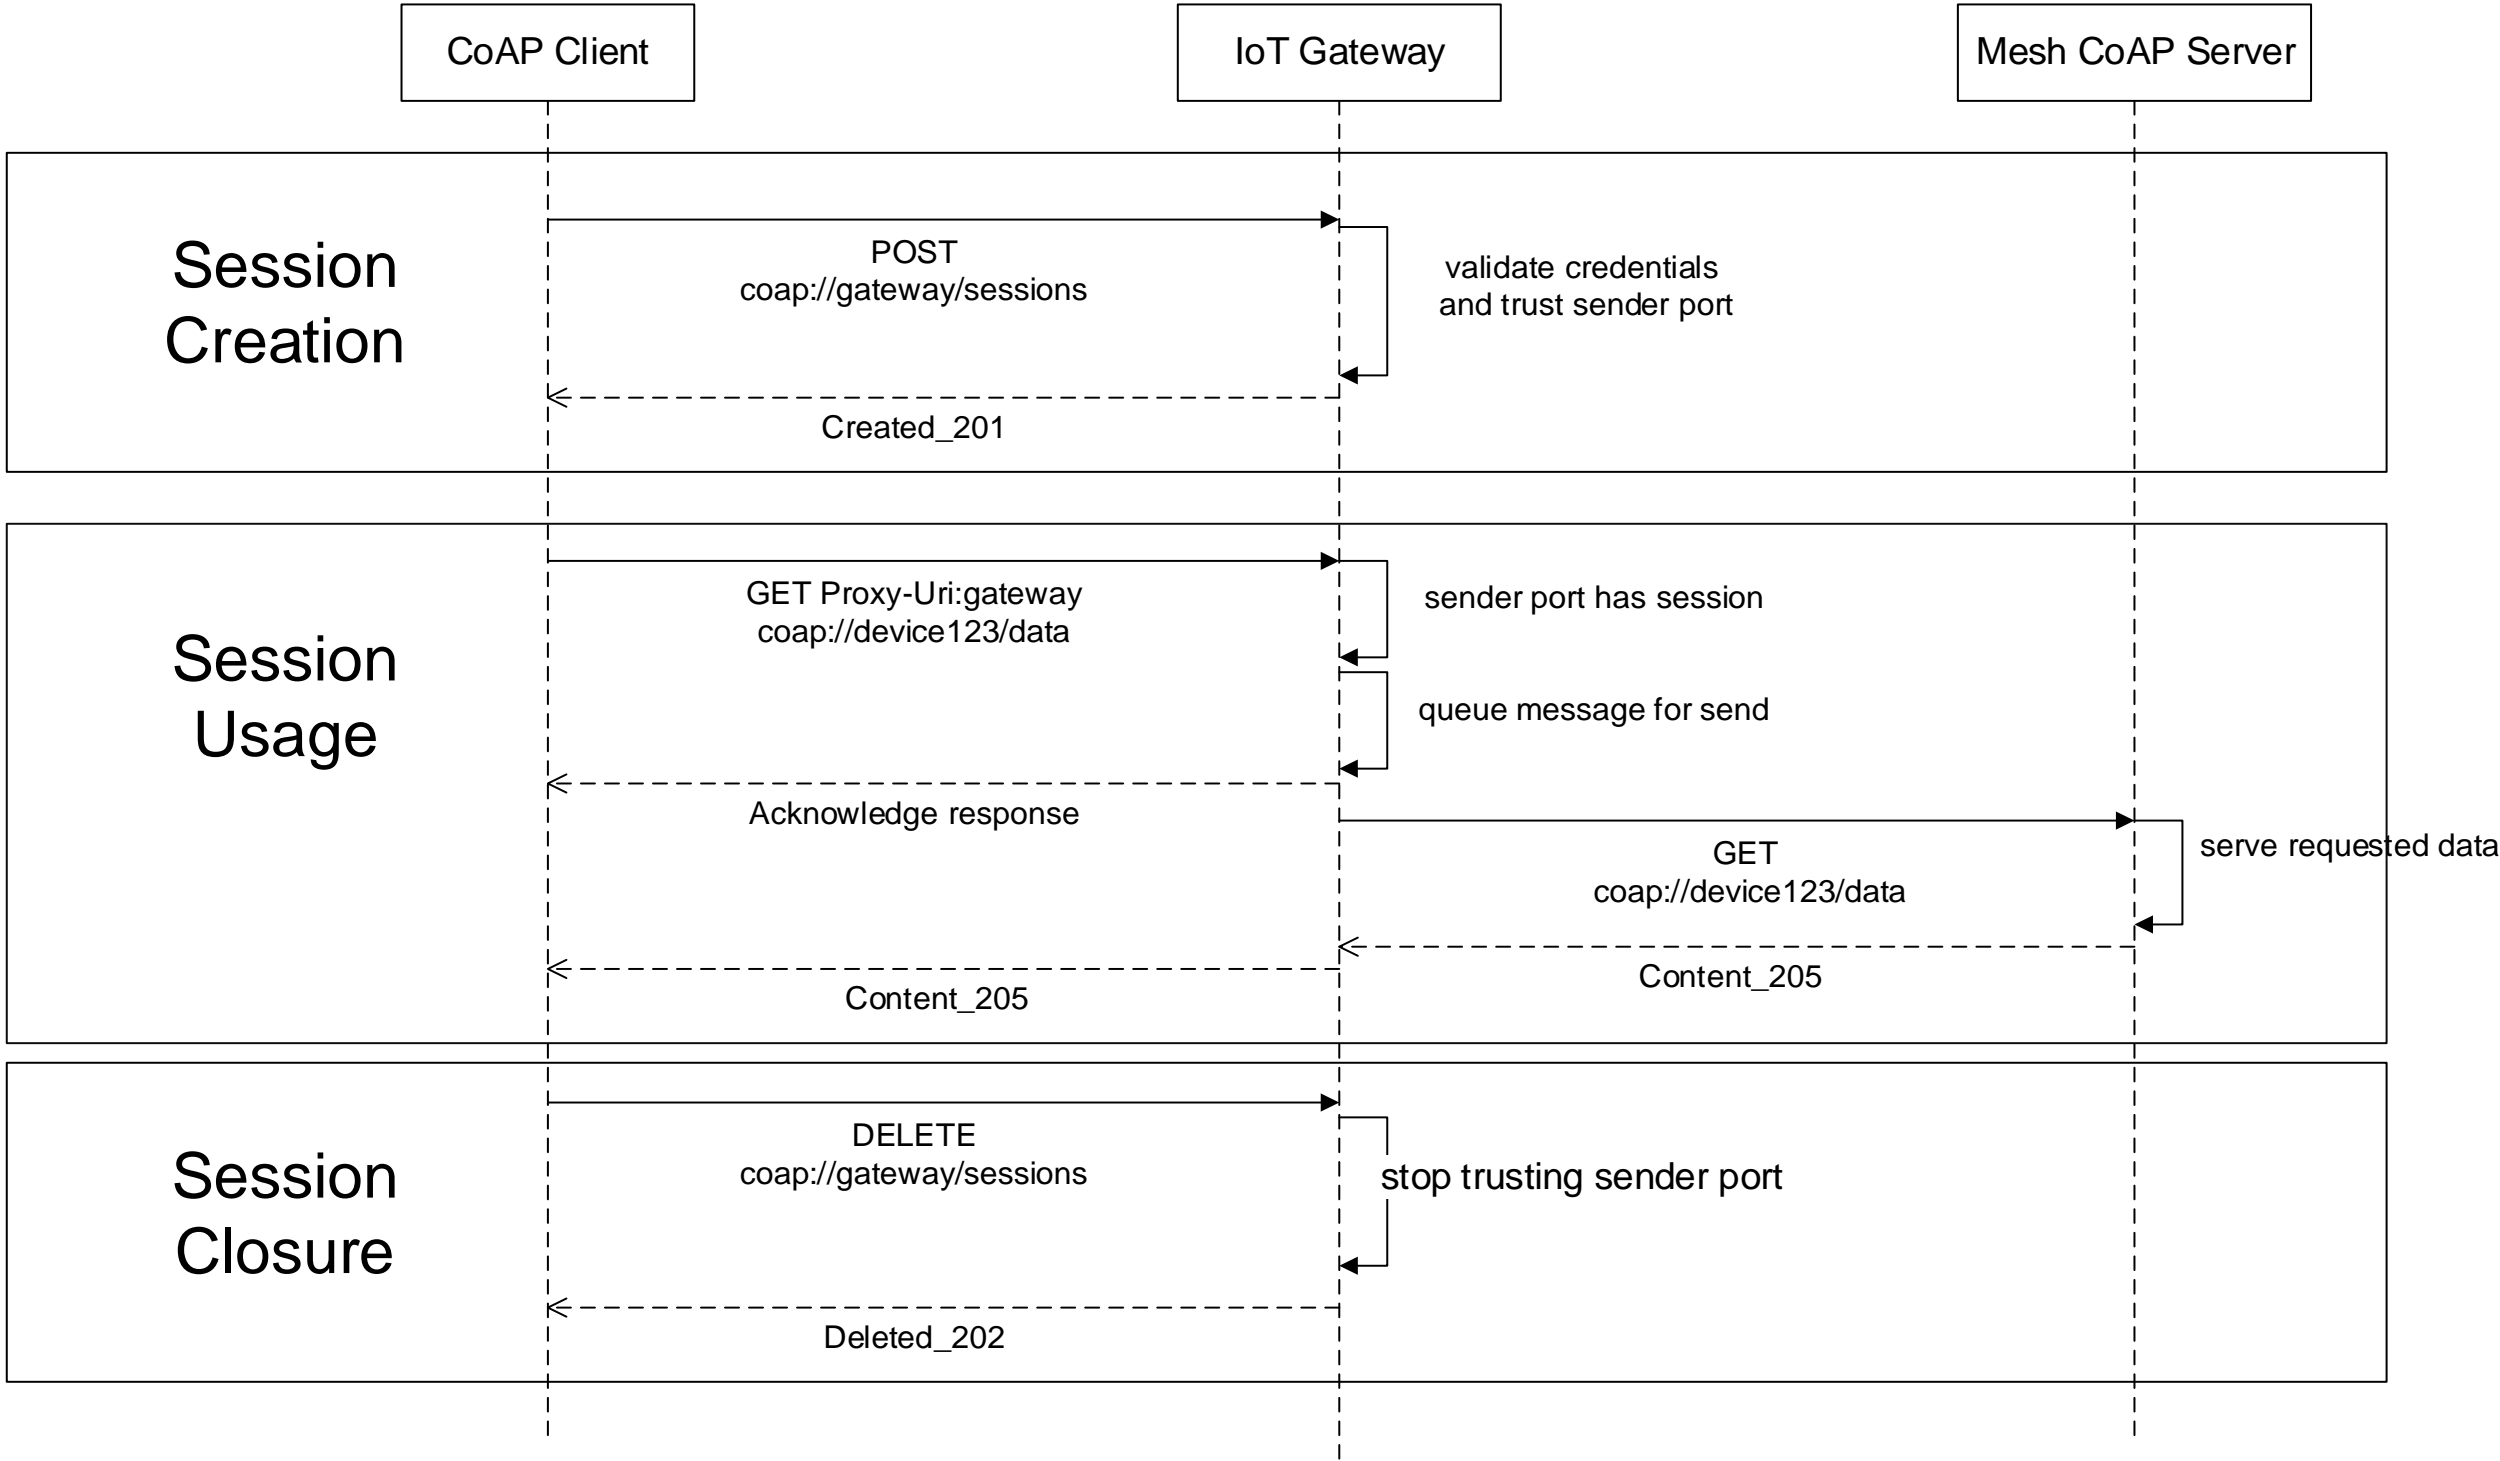 CoAP Client
IoT Gateway
Mesh CoAP Server
Session
Creation
POST
coap://gateway/sessions
validate credentials
and trust sender port
Created_201
Session
Usage
GET Proxy-Uri:gateway
coap://device123/data
sender port has session
queue message for send
Acknowledge response
GET
coap://device123/data
serve requested data
Content_205
Content_205
Session
Closure
DELETE
coap://gateway/sessions
stop trusting sender port
Deleted_202